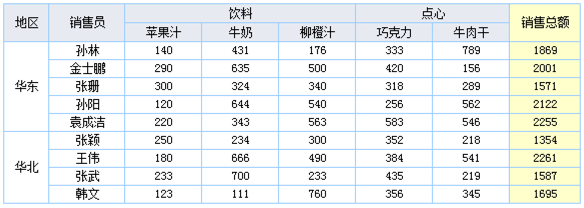 地区 销售员 饮料 点心 销售总额
苹果汁 牛奶 柳橙汁 巧克力 牛肉干
华东 孙林 140 431 176 333 789 1869
金士鹏 290 635 500 420 156 2001
张珊 300 324 340 318 289 1571
孙阳 120 644 540 256 562 2122
袁成洁 220 343 563 583 546 2255
华北 张颖 250 234 300 352 218 1354
王伟 180 666 490 384 541 2261
张武 233 700 233 435 219 1587
韩文 123 111 760 356 345 1695